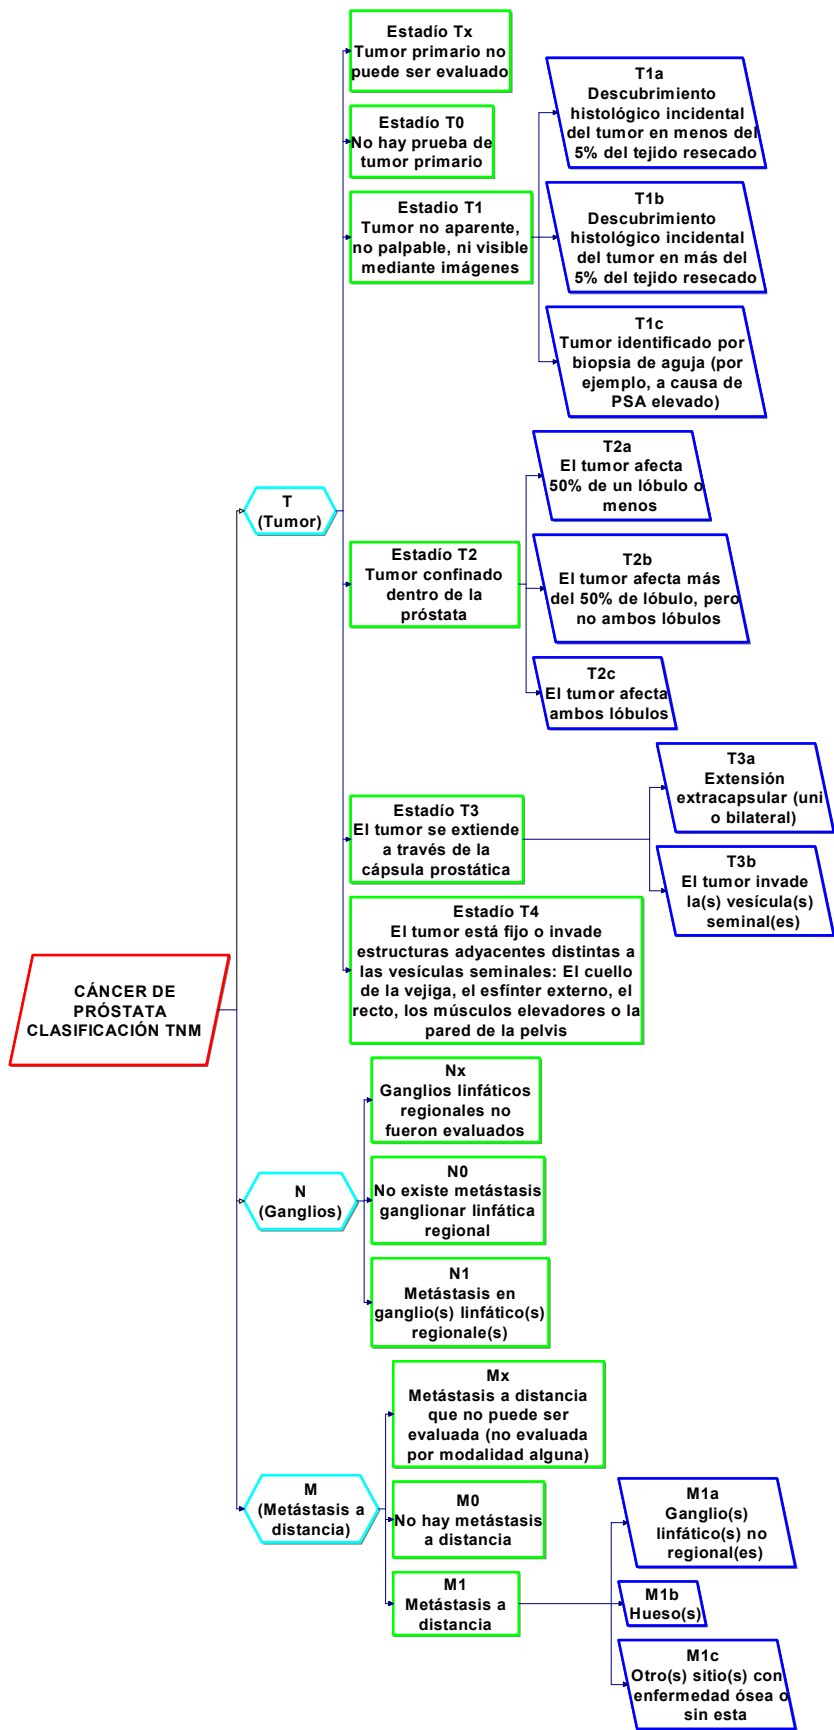 Estadío Tx
Tumor primario no
puede ser evaluado
Estadío T0
No hay prueba de
tumor primario
Estadio T1
Tumor no aparente,
no palpable, ni visible
mediante imágenes
T1a
Descubrimiento
histológico incidental
del tumor en menos del
5% del tejido resecado
T1b
Descubrimiento
histológico incidental
del tumor en más del
5% del tejido resecado
T1c
Tumor identificado por
biopsia de aguja (por
ejemplo, a causa de
PSA elevado)
T
(Tumor)
Estadío T2
Tumor confinado
dentro de la
próstata
T2a
El tumor afecta
50% de un lóbulo o
menos
T2b
El tumor afecta más
del 50% de lóbulo, pero
no ambos lóbulos
T2c
El tumor afecta
ambos lóbulos
Estadío T3
El tumor se extiende
a través de la
cápsula prostática
T3a
Extensión
extracapsular (uni
o bilateral)
T3b
El tumor invade
la(s) vesícula(s)
seminal(es)
Estadío T4
El tumor está fijo o invade
estructuras adyacentes distintas a
las vesículas seminales: El cuello
de la vejiga, el esfínter externo, el
recto, los músculos elevadores o la
pared de la pelvis
CÁNCER DE
PRÓSTATA
CLASIFICACIÓN TNM
N
(Ganglios)
Nx
Ganglios linfáticos
regionales no
fueron evaluados
N0
No existe metástasis
ganglionar linfática
regional
N1
Metástasis en
ganglio(s) linfático(s)
regionale(s)
M
(Metástasis a
distancia)
Mx
Metástasis a distancia
que no puede ser
evaluada (no evaluada
por modalidad alguna)
M0
No hay metástasis
a distancia
M1
Metástasis a
distancia
M1a
Ganglio(s)
linfático(s) no
regional(es)
M1b
Hueso(s)
M1c
Otro(s) sitio(s) con
enfermedad ósea o
sin esta